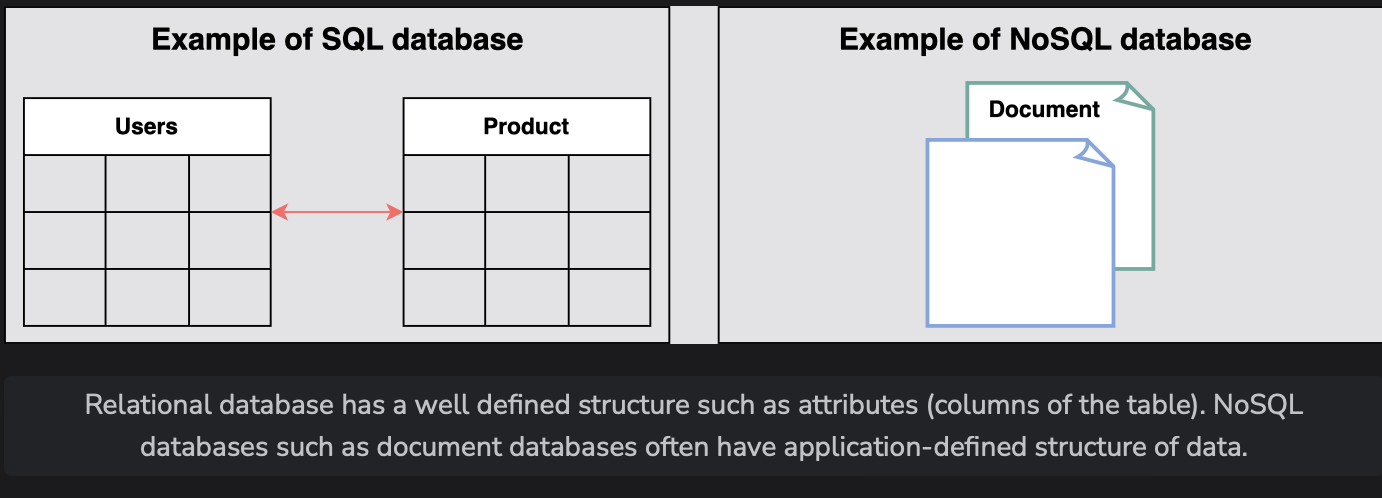 Example of SQL database
Users
Product
Example of NoSQL database
Document
Relational database has a well defined structure such as attributes (columns of the table). NoSQL
databases such as document databases often have application-defined structure of data.